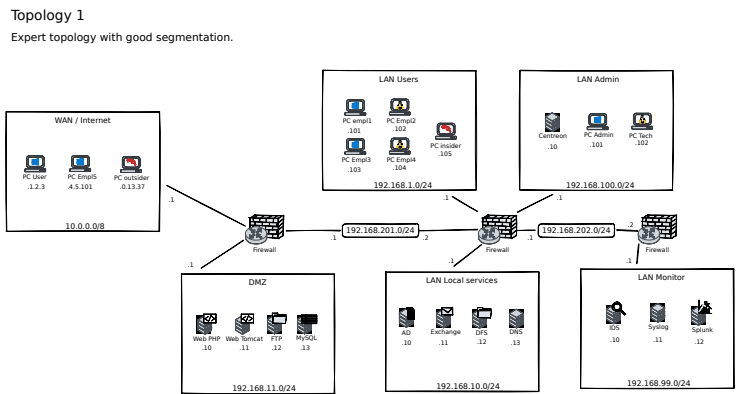 Topology 1
Expert topology with good segmentation.
WAN / Internet
PC User
.1.2.3
PC Empl5
.4.5.101
PC outsider
.0.13.37
10.0.0.0/8
LAN Users
PC empl1
.101
PC Empl2
.102
PC Empl3
.103
PC Empl4
.104
PC insider
.105
192.168.1.0/24
LAN Admin
Centreon
.10
PC Admin
.101
PC Tech
.102
192.168.100.0/24
.1
.1
.1
Firewall
.1
192.168.201.0/24
.2
Firewall
.1
192.168.202.0/24
.2
Firewall
.1
.1
.1
DMZ
Web PHP
.10
Web Tomcat
.11
FTP
.12
MySQL
.13
192.168.11.0/24
LAN Local services
AD
.10
Exchange
.11
DFS
.12
DNS
.13
192.168.10.0/24
LAN Monitor
IDS
.10
Syslog
.11
Splunk
.12
192.168.99.0/24